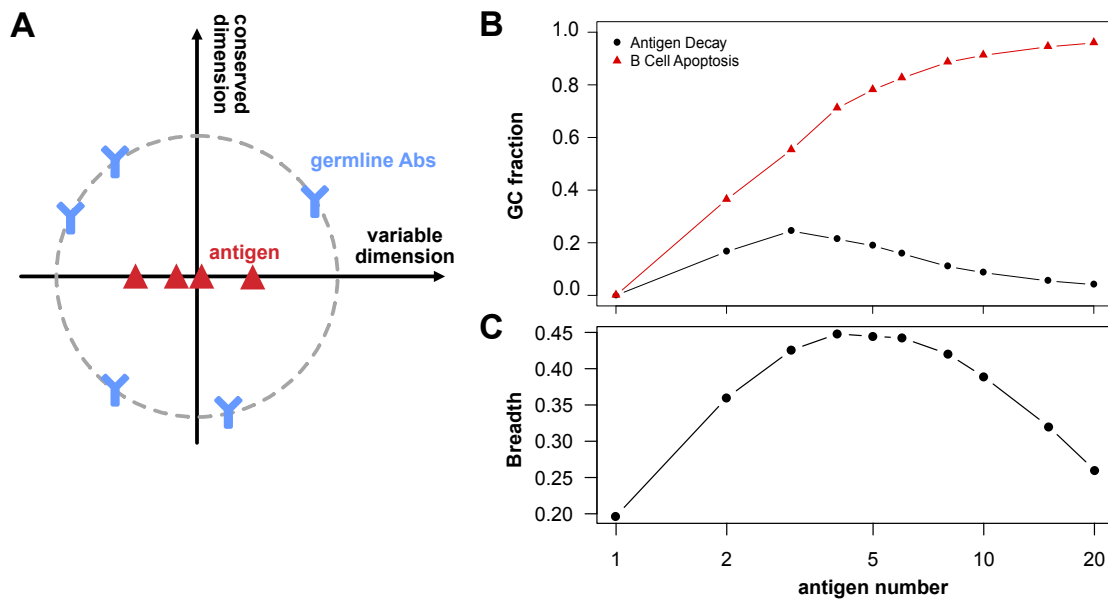 A
conserved
dimension
germline Abs
variable
dimension
antigen
B
Antigen Decay
B Cell Apoptosis
GC fraction
1.0
0.8
0.6
0.4
0.2
0.0
C
Breadth
0.45
0.40
0.35
0.30
0.25
0.20
1
2
5
10
20
antigen number